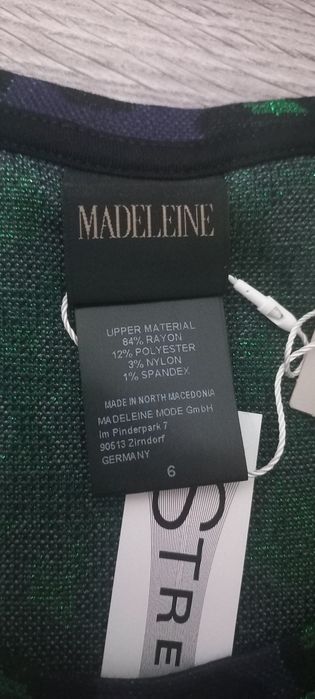 MADELEINE
UPPER MATERIAL
84% RAYON
12% POLYESTER
3% NYLON
1% SPANDEX
MADE IN NORTH MACEDONIA
MADELEINE MODE GmbH
Im Pinderpark 7
90513 Zirndorf
GERMANY
6
STRE